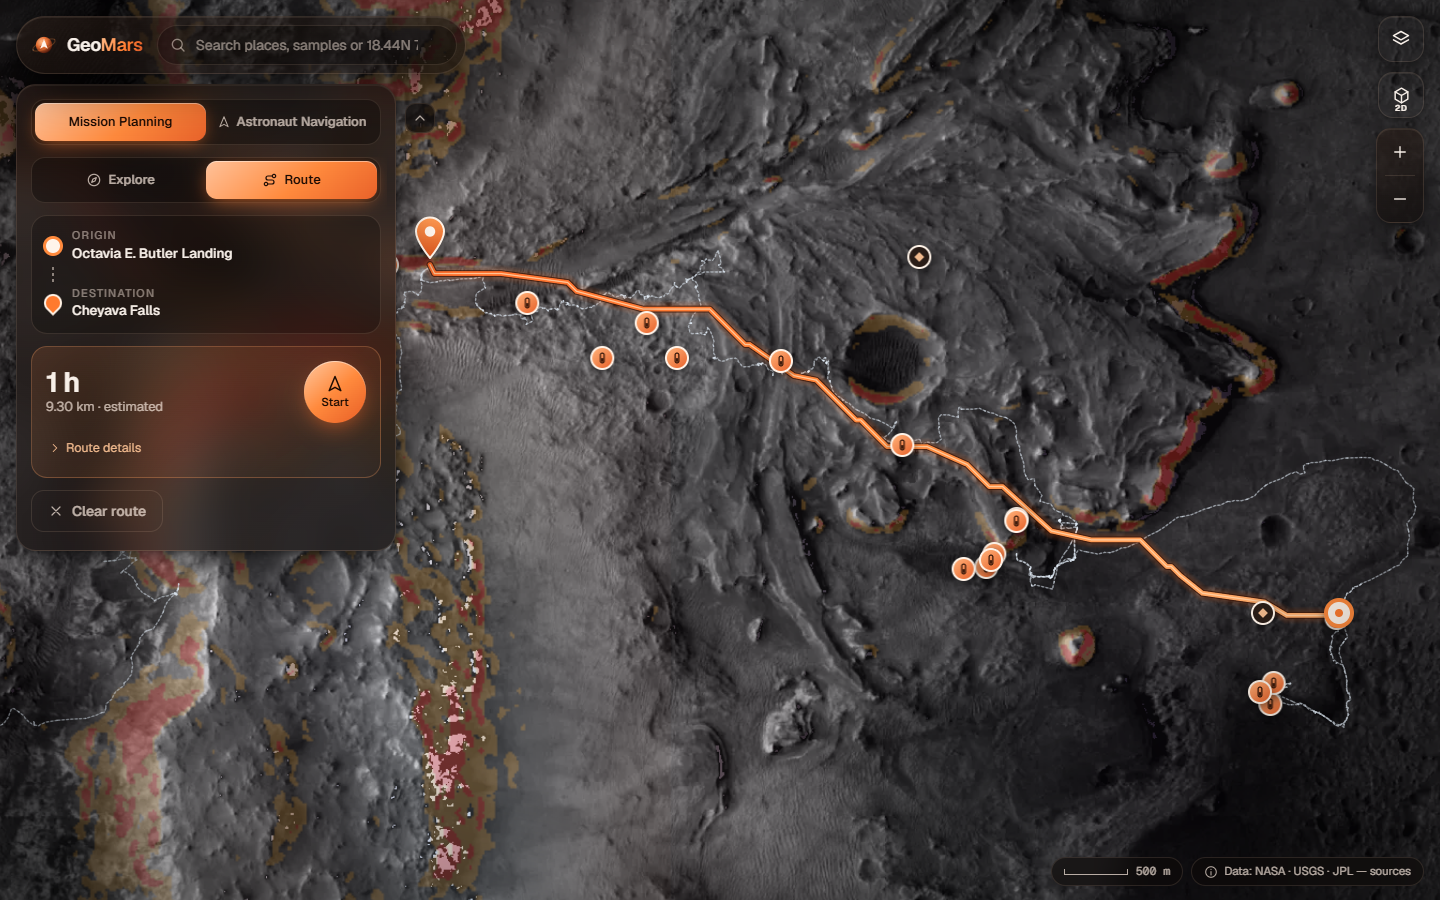 GeoMars
Search places, samples or 18.44N
2D
Mission Planning
Astronaut Navigation
Explore
Route
ORIGIN
Octavia E. Butler Landing
DESTINATION
Cheyava Falls
1 h
9.30 km · estimated
Start
Route details
Clear route
500 m
Data: NASA · USGS · JPL — sources